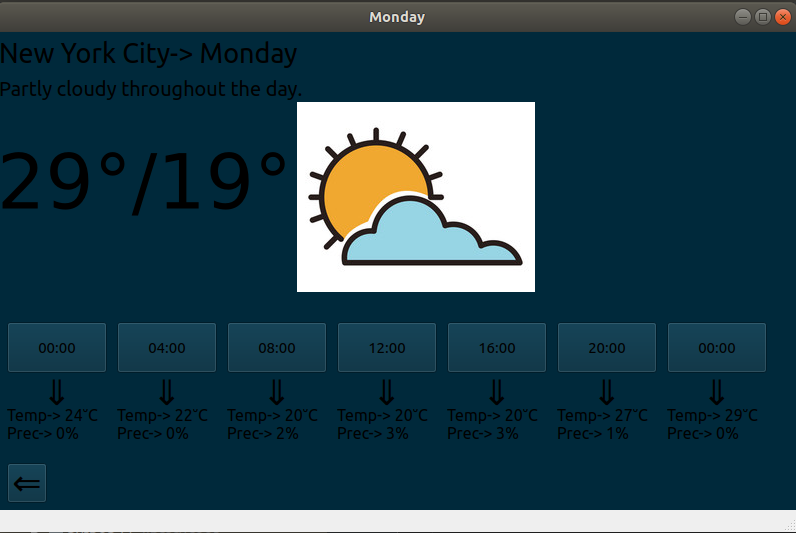 Monday
New York City-> Monday
Partly cloudy throughout the day.
29°/19°
00:00 04:00 08:00 12:00 16:00 20:00 00:00
⇓ ⇓ ⇓ ⇓ ⇓ ⇓ ⇓
Temp-> 24˚C Temp-> 22˚C Temp-> 20˚C Temp-> 20˚C Temp-> 20˚C Temp-> 27˚C Temp-> 29˚C
Prec-> 0% Prec-> 0% Prec-> 2% Prec-> 3% Prec-> 3% Prec-> 1% Prec-> 0%
⇐